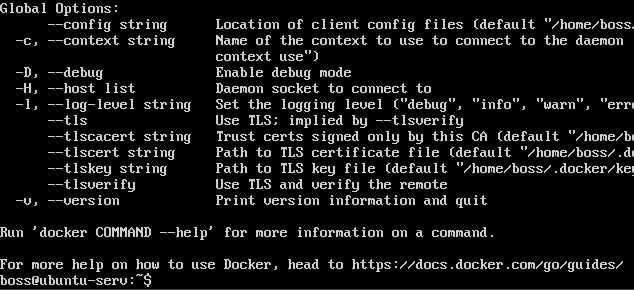 Global Options:
--config string Location of client config files (default "/home/boss/
-c, --context string Name of the context to use to connect to the daemon
context use")
-D, --debug Enable debug mode
-H, --host list Daemon socket to connect to
-l, --log-level string Set the logging level ("debug", "info", "warn", "erro
--tls Use TLS; implied by --tlsverify
--tlscacert string Trust certs signed only by this CA (default "/home/bo
--tlscert string Path to TLS certificate file (default "/home/boss/.do
--tlskey string Path to TLS key file (default "/home/boss/.docker/key
--tlsverify Use TLS and verify the remote
-v, --version Print version information and quit
Run 'docker COMMAND --help' for more information on a command.
For more help on how to use Docker, head to https://docs.docker.com/go/guides/
boss@ubuntu-serv:~$